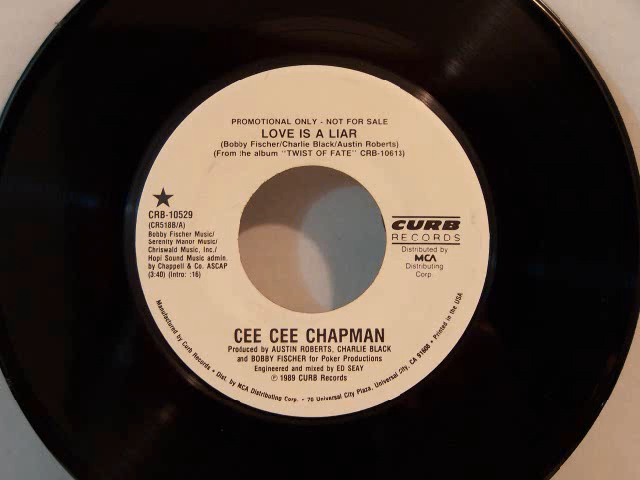 PROMOTIONAL ONLY - NOT FOR SALE
LOVE IS A LIAR
(Bobby Fischer/Charlie Black/Austin Roberts)
(From the album "TWIST OF FATE" CRB-10613)
CRB-10529
(CR518B/A)
Bobby Fischer Music/
Serenity Manor Music/
Chriswald Music, Inc./
Hopi Sound Music admin.
by Chappell & Co. ASCAP
(3:40) (Intro: :16)
CURB
RECORDS
Distributed by
MCA
Distributing
Corp.
CEE CEE CHAPMAN
Produced by AUSTIN ROBERTS, CHARLIE BLACK
and BOBBY FISCHER for Poker Productions
Engineered and mixed by ED SEAY
℗ 1989 CURB Records
Manufactured by Curb Records • Dist. by MCA Distributing Corp. - 70 Universal City Plaza, Universal City, CA 91608 • Printed in the USA